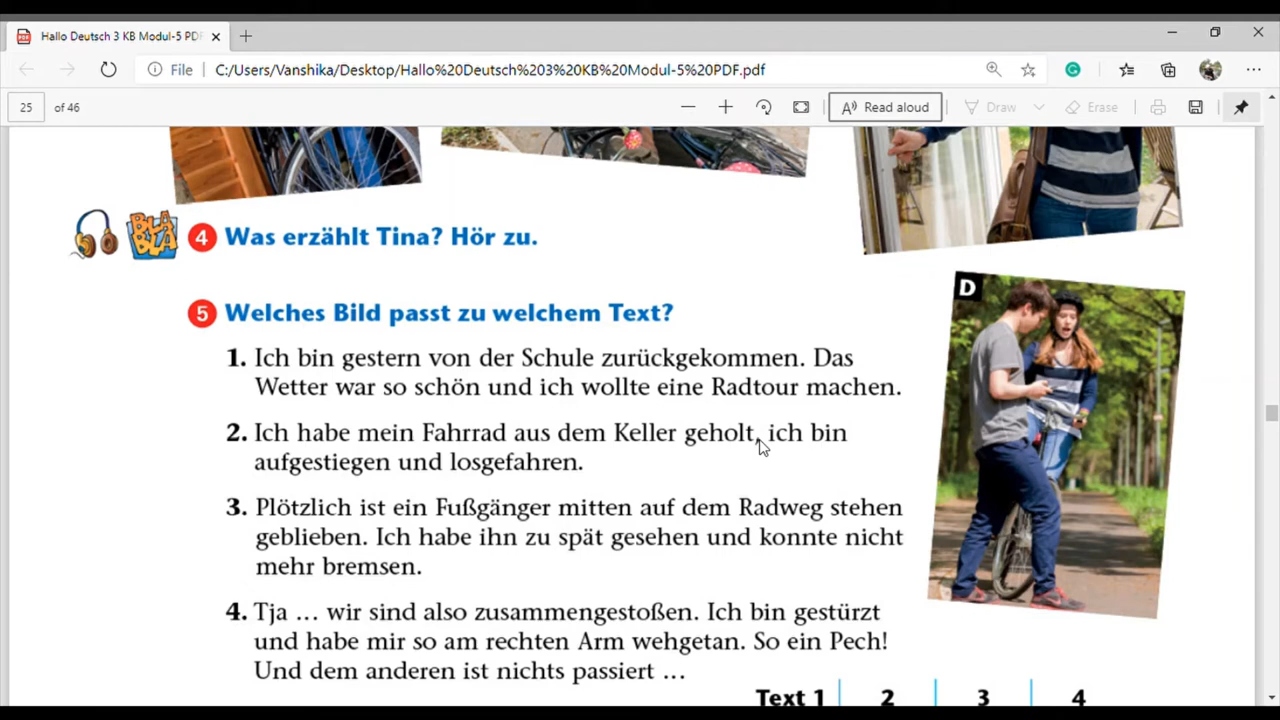 Hallo Deutsch 3 KB Modul-5 PDF
File
C:/Users/Vanshika/Desktop/Hallo%20Deutsch%203%20KB%20Modul-5%20PDF.pdf
25 of 46
A Read aloud
Draw
Erase
BLA BLA
4 Was erzählt Tina? Hör zu.
D
5 Welches Bild passt zu welchem Text?
1. Ich bin gestern von der Schule zurückgekommen. Das
Wetter war so schön und ich wollte eine Radtour machen.
2. Ich habe mein Fahrrad aus dem Keller geholt, ich bin
aufgestiegen und losgefahren.
3. Plötzlich ist ein Fußgänger mitten auf dem Radweg stehen
geblieben. Ich habe ihn zu spät gesehen und konnte nicht
mehr bremsen.
4. Tja ... wir sind also zusammengestoßen. Ich bin gestürzt
und habe mir so am rechten Arm wehgetan. So ein Pech!
Und dem anderen ist nichts passiert ...
Text 1 2 3 4